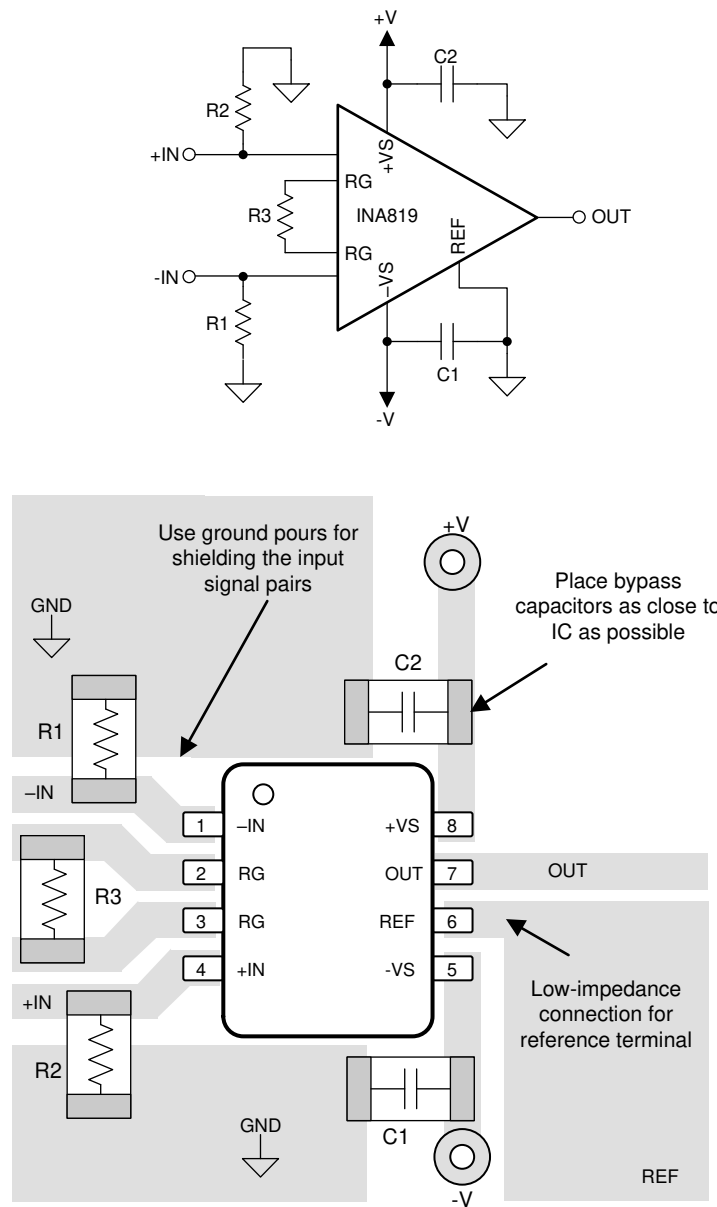 +V
C2
R2
+IN
+VS
RG
R3
INA819
REF
OUT
RG
-IN
–VS
R1
C1
-V
Use ground pours for
shielding the input
signal pairs
+V
Place bypass
capacitors as close to
IC as possible
GND
C2
R1
–IN
1
–IN
+VS
8
2
RG
OUT
7
OUT
R3
3
RG
REF
6
4
+IN
-VS
5
+IN
Low-impedance
connection for
reference terminal
R2
GND
C1
REF
-V